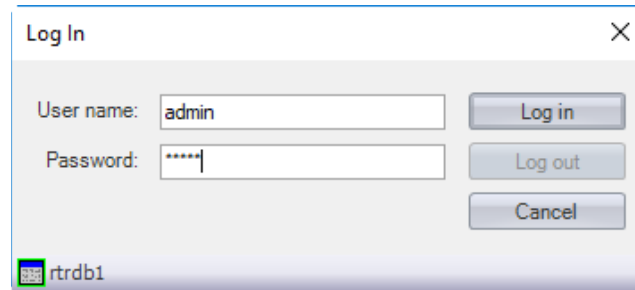 Log In
User name: admin Log in
Password: ***** Log out
Cancel
rtrdb1